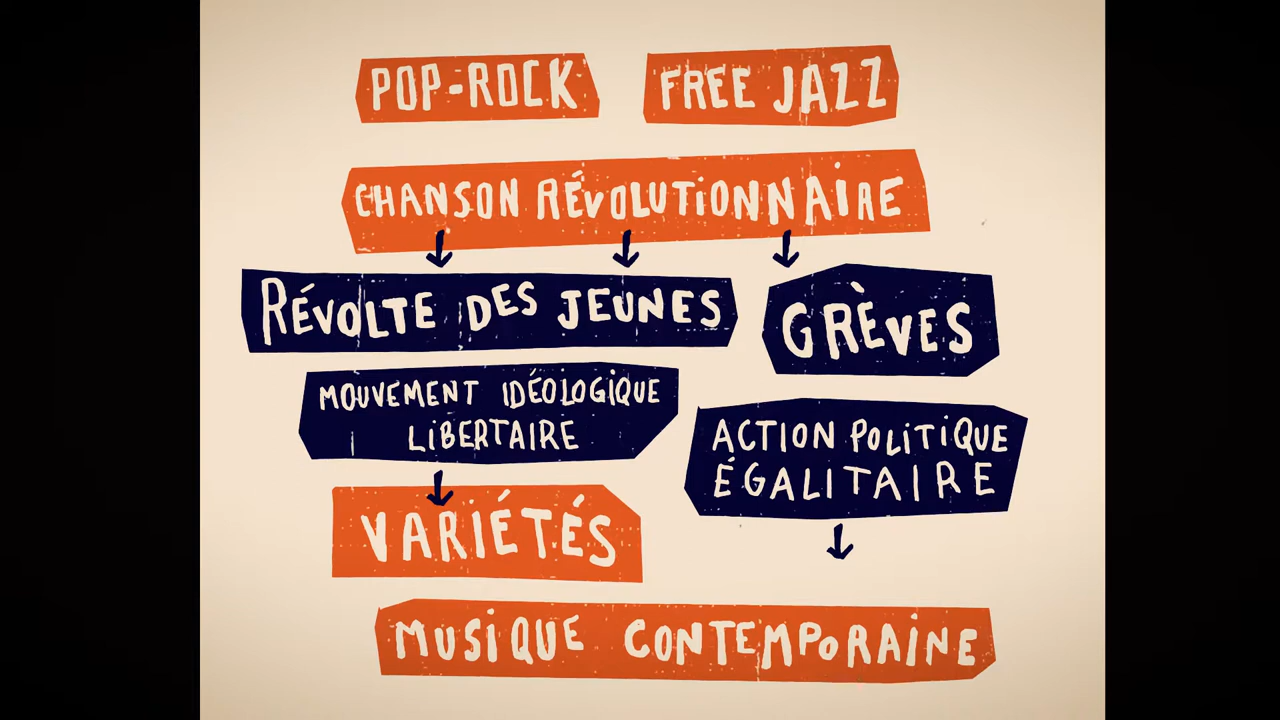 POP-ROCK
FREE JAZZ
CHANSON RÉVOLUTIONNAIRE
RÉVOLTE DES JEUNES
GRÈVES
MOUVEMENT IDÉOLOGIQUE
LIBERTAIRE
ACTION POLITIQUE
ÉGALITAIRE
VARIÉTÉS
MUSIQUE CONTEMPORAINE